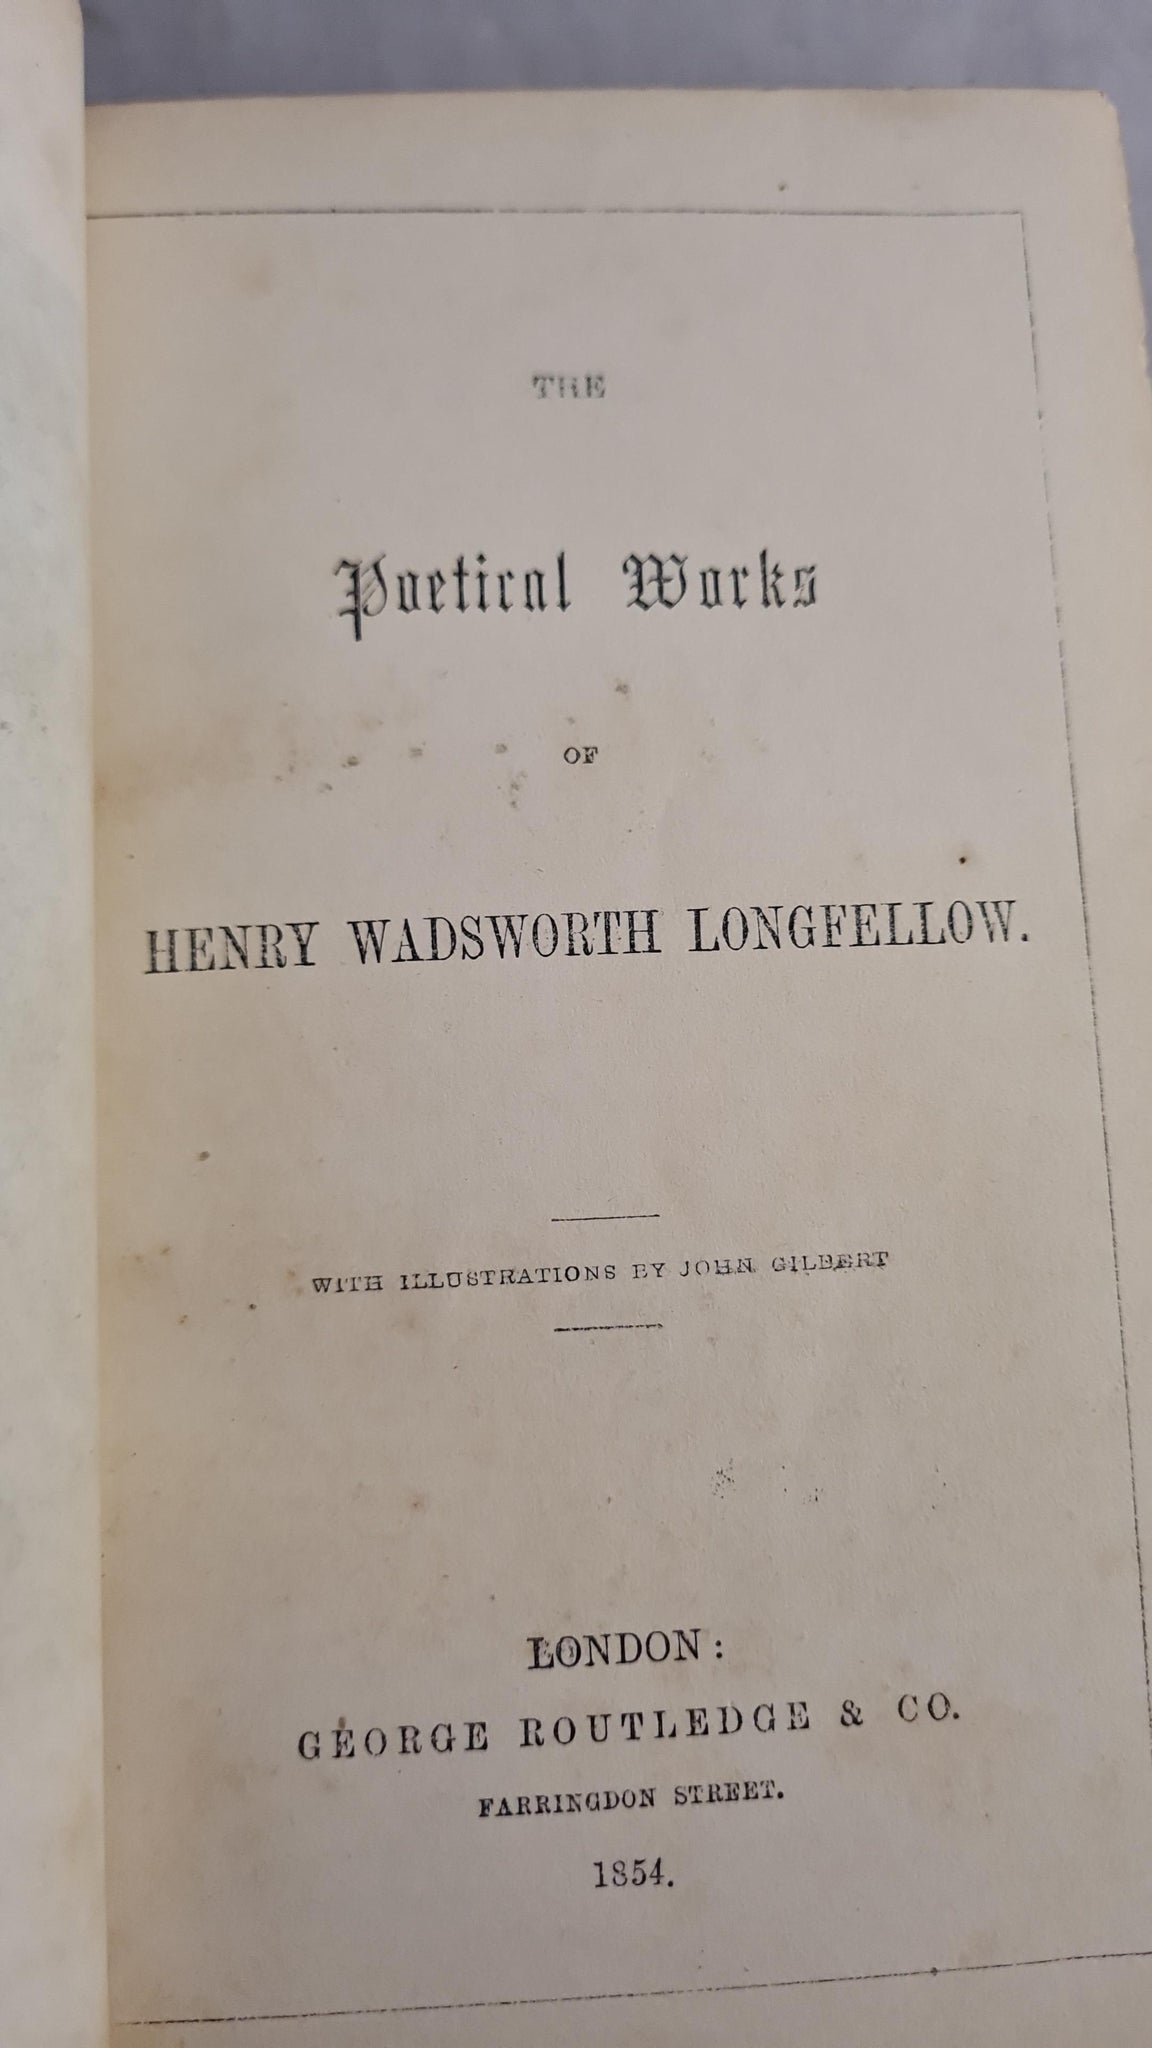 THE
Poetical Works
OF
HENRY WADSWORTH LONGFELLOW.
WITH ILLUSTRATIONS BY JOHN GILBERT
LONDON:
GEORGE ROUTLEDGE & CO.
FARRINGDON STREET.
1854.